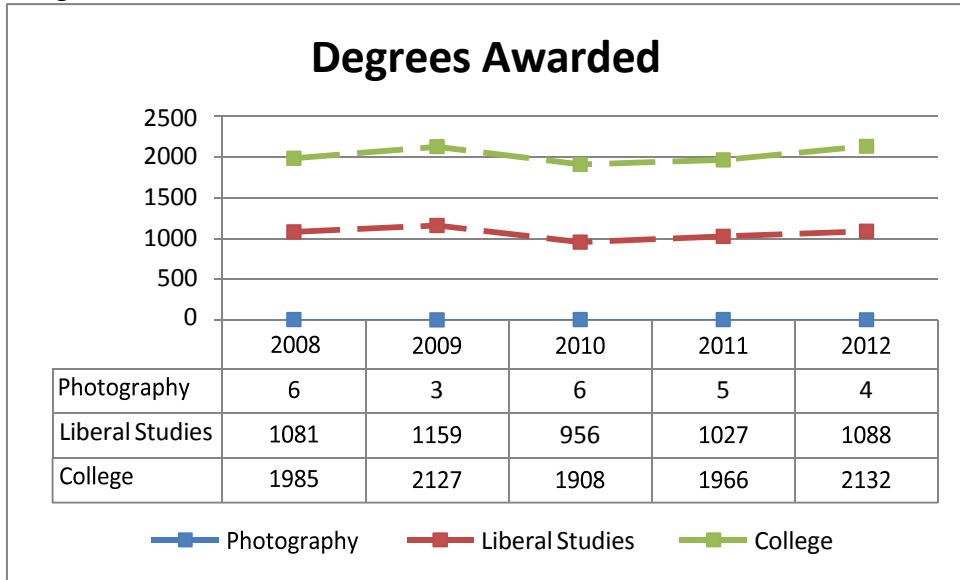 Degrees Awarded
2500
2000
1500
1000
500
0
2008 2009 2010 2011 2012
Photography 6 3 6 5 4
Liberal Studies 1081 1159 956 1027 1088
College 1985 2127 1908 1966 2132
Photography Liberal Studies College